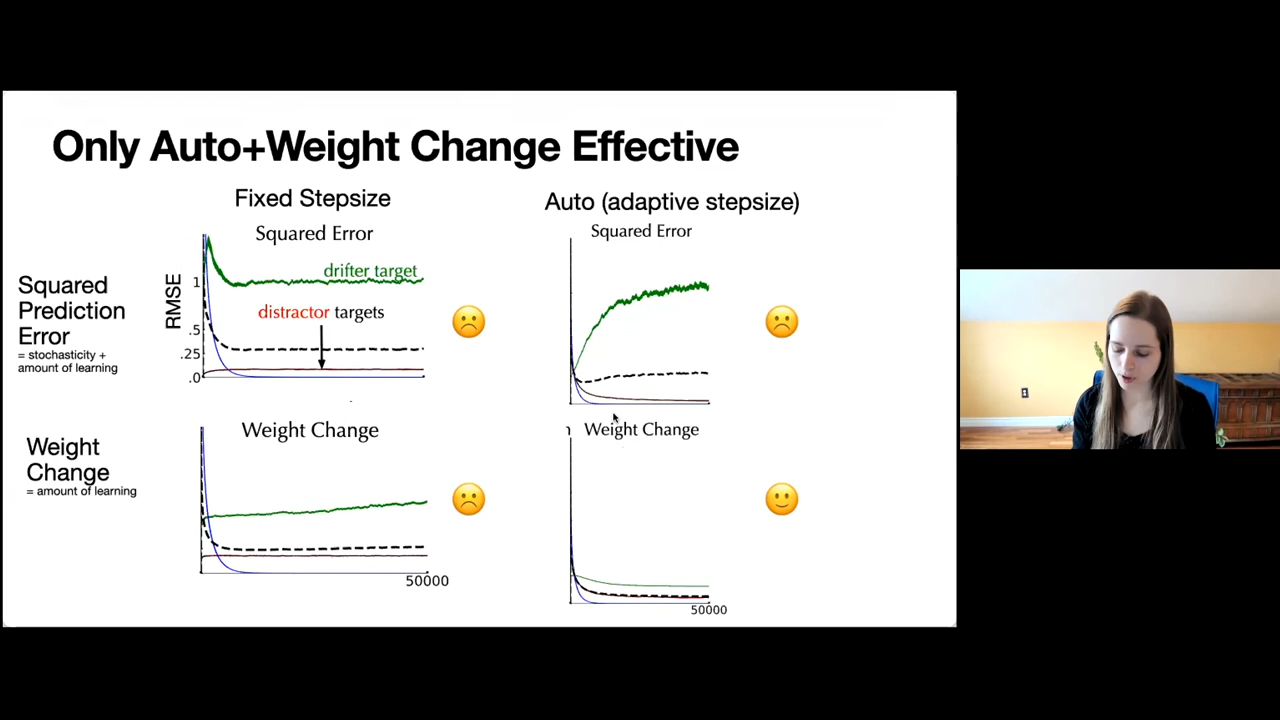 Only Auto+Weight Change Effective
Fixed Stepsize
Auto (adaptive stepsize)
Squared Error
Squared Error
Squared
Prediction
Error
= stochasticity +
amount of learning
RMSE
1
.5
.25
.0
drifter target
distractor targets
Weight Change
Weight Change
Weight
Change
= amount of learning
50000
50000